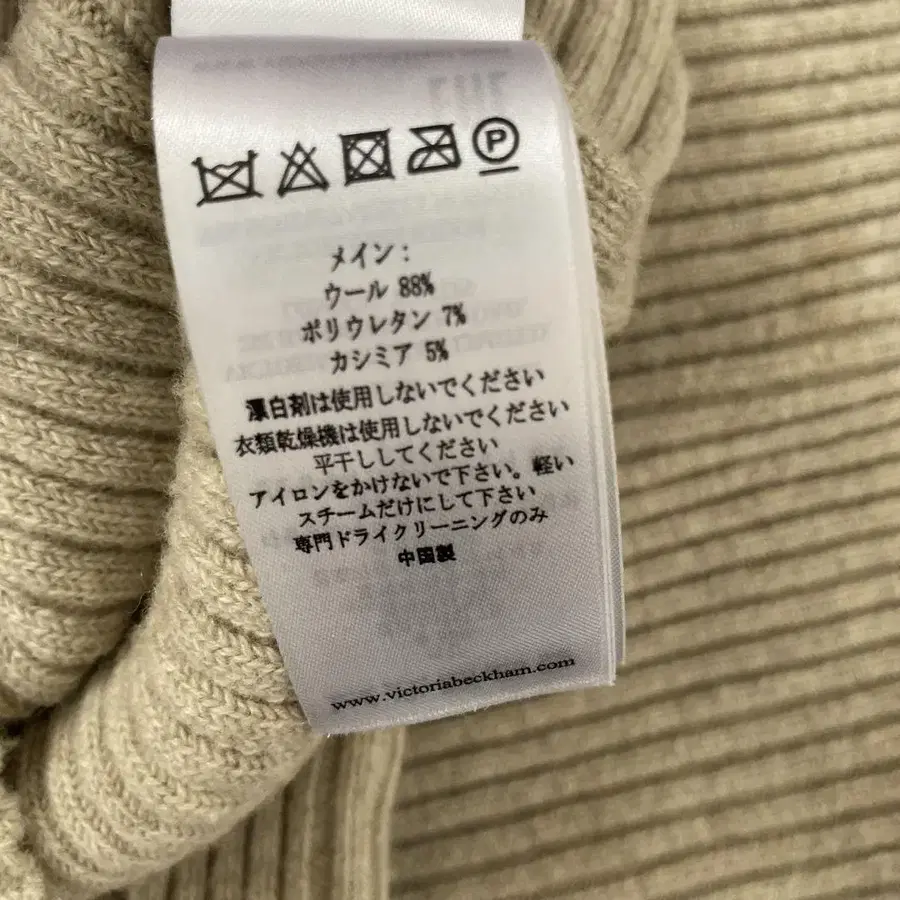 P
メイン：
ウール 88%
ポリウレタン 7%
カシミア 5%
漂白剤は使用しないでください
衣類乾燥機は使用しないでください
平干ししてください
アイロンをかけないで下さい。軽い
スチームだけにして下さい
専門ドライクリーニングのみ
中国製
www.victoriabeckham.com